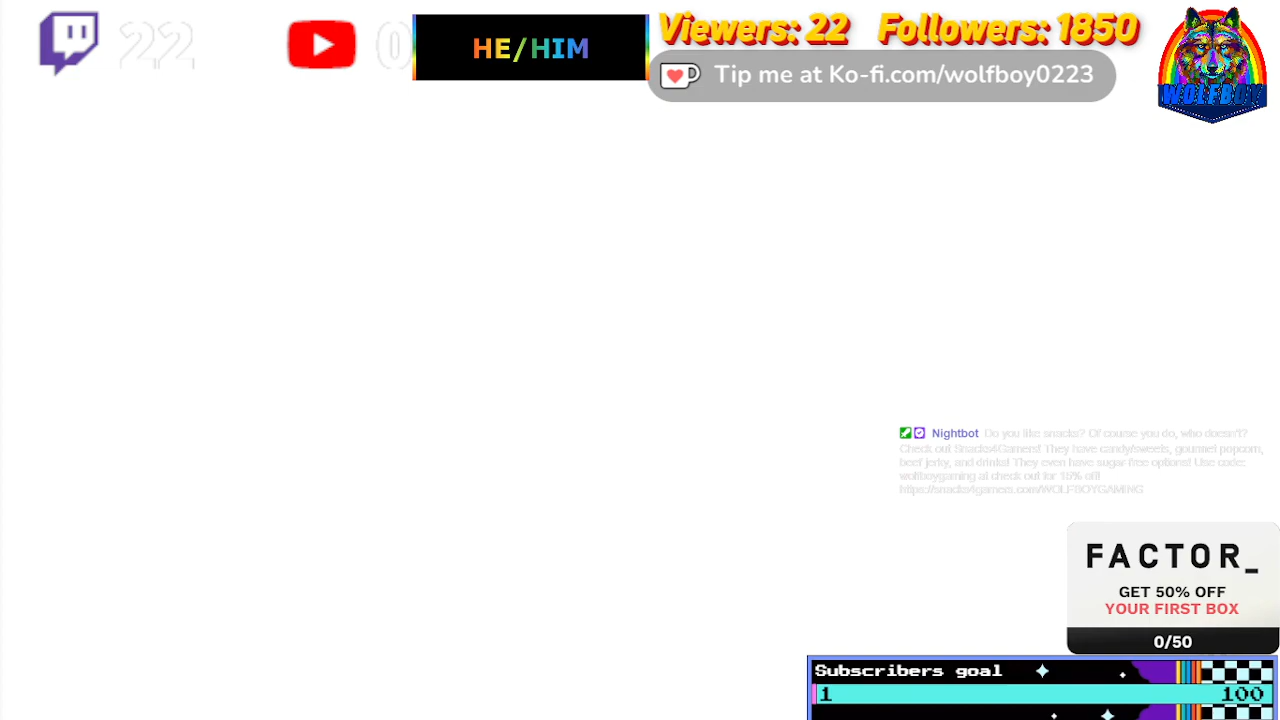 22
0
HE/HIM
Viewers: 22 Followers: 1850
Tip me at Ko-fi.com/wolfboy0223
WOLFBOY
Nightbot Do you like snacks? Of course you do, who doesn't?
Check out Snacks4Gamers! They have candy/sweets, gourmet popcorn,
beef jerky, and drinks! They even have sugar free options! Use code:
wolfboygaming at check out for 15% off!
https://snacks4gamers.com/WOLFBOYGAMING
FACTOR_
GET 50% OFF
YOUR FIRST BOX
0/50
Subscribers goal
1 100